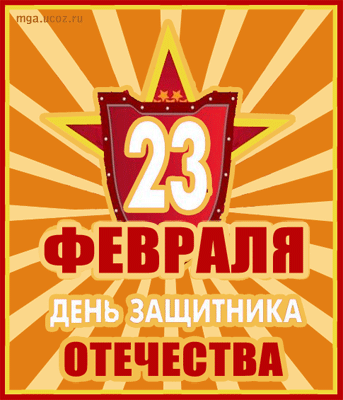 mga.ucoz.ru
23
ФЕВРАЛЯ
ДЕНЬ ЗАЩИТНИКА
ОТЕЧЕСТВА